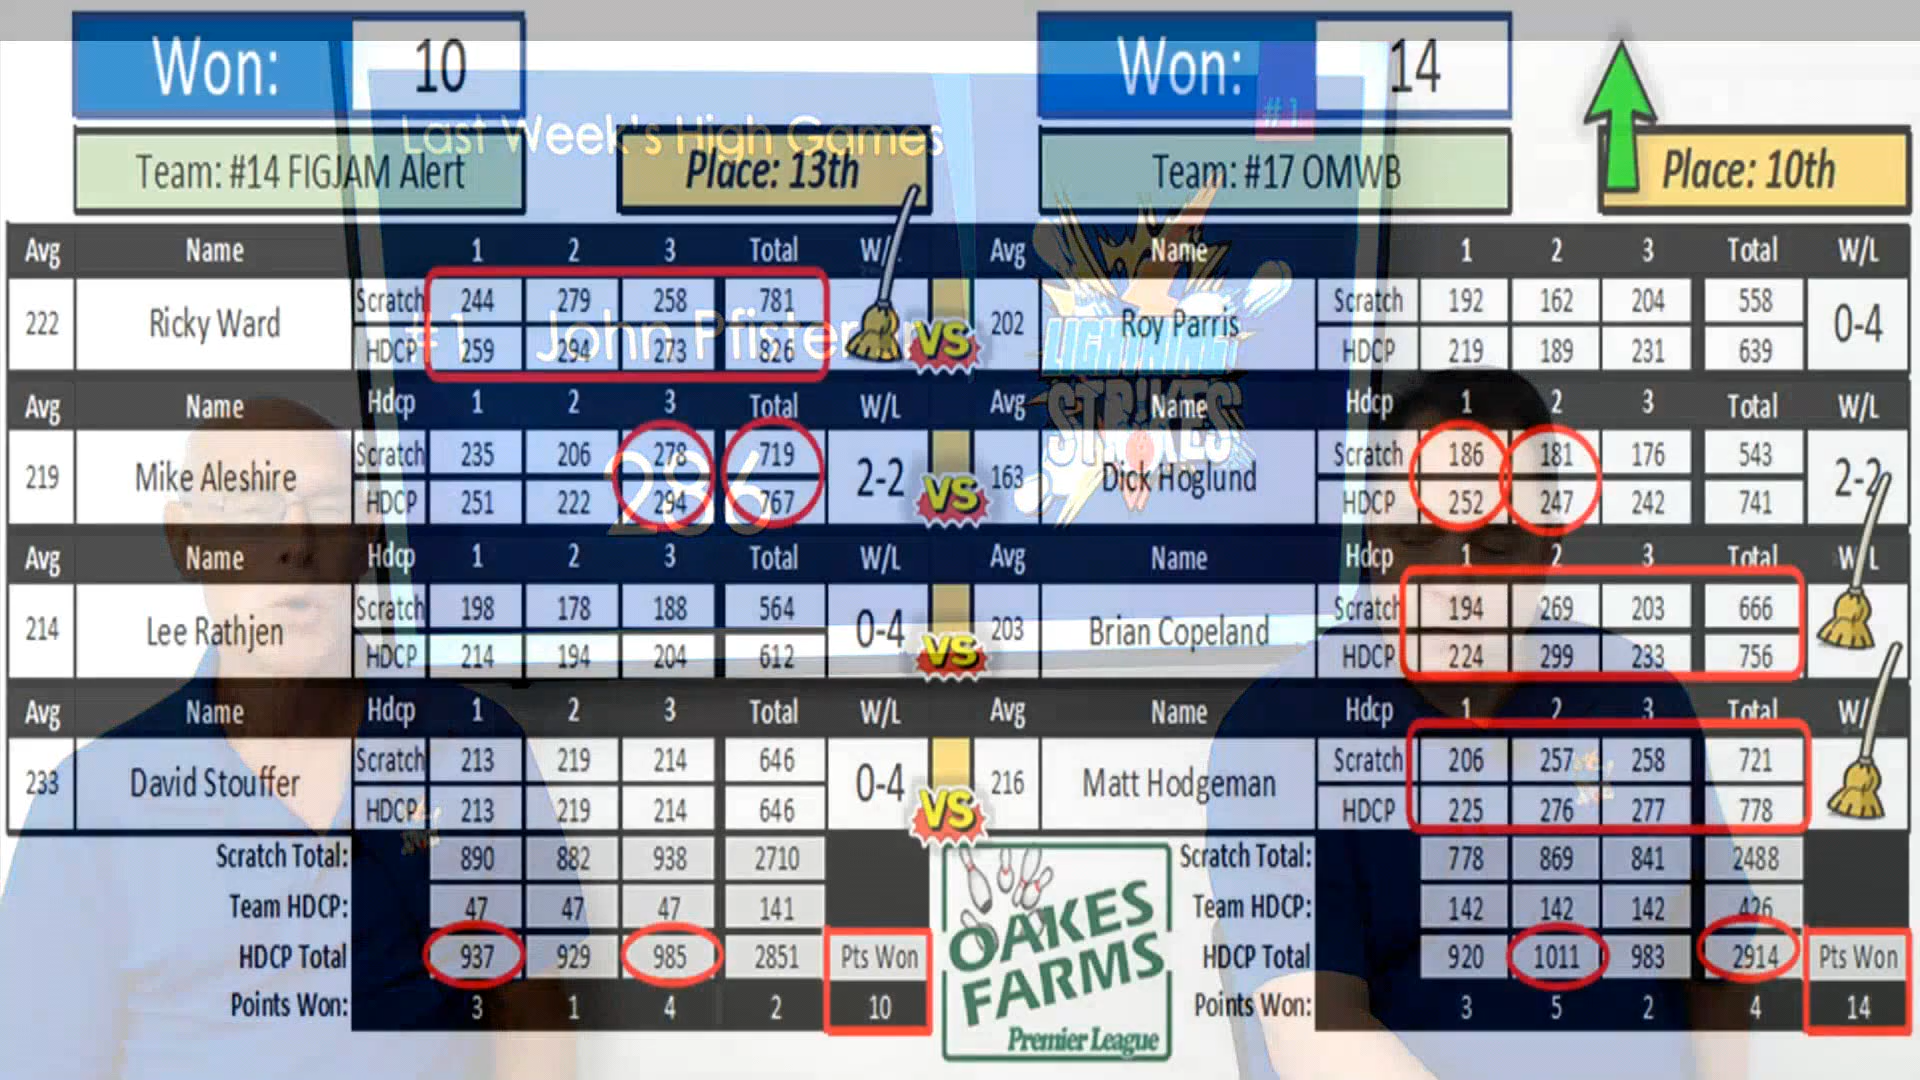 Won: 10
Won: 14
#1
Last Week's High Games
Team: #14 FIGJAM Alert Place: 13th
Team: #17 OMWB Place: 10th
Avg Name 1 2 3 Total W/L Avg Name 1 2 3 Total W/L
222 Ricky Ward Scratch 244 279 258 781 VS 202 Roy Parris Scratch 192 162 204 558 0-4
HDCP 259 294 273 826 HDCP 219 189 231 639
#1 John Pfisterer
LIGHTNING
STRIKES
Avg Name Hdcp 1 2 3 Total W/L Avg Name Hdcp 1 2 3 Total W/L
219 Mike Aleshire Scratch 235 206 278 719 2-2 VS 163 Dick Hoglund Scratch 186 181 176 543 2-2
HDCP 251 222 294 767 HDCP 252 247 242 741
286
Avg Name Hdcp 1 2 3 Total W/L Avg Name Hdcp 1 2 3 Total W/L
214 Lee Rathjen Scratch 198 178 188 564 0-4 VS 203 Brian Copeland Scratch 194 269 203 666
HDCP 214 194 204 612 HDCP 224 299 233 756
Avg Name Hdcp 1 2 3 Total W/L Avg Name Hdcp 1 2 3 Total W/
233 David Stouffer Scratch 213 219 214 646 0-4 VS 216 Matt Hodgeman Scratch 206 257 258 721
HDCP 213 219 214 646 HDCP 225 276 277 778
Scratch Total: 890 882 938 2710 Scratch Total: 778 869 841 2488
Team HDCP: 47 47 47 141 Team HDCP: 142 142 142 426
HDCP Total 937 929 985 2851 Pts Won HDCP Total 920 1011 983 2914 Pts Won
Points Won: 3 1 4 2 10 Points Won: 3 5 2 4 14
OAKES
FARMS
Premier League